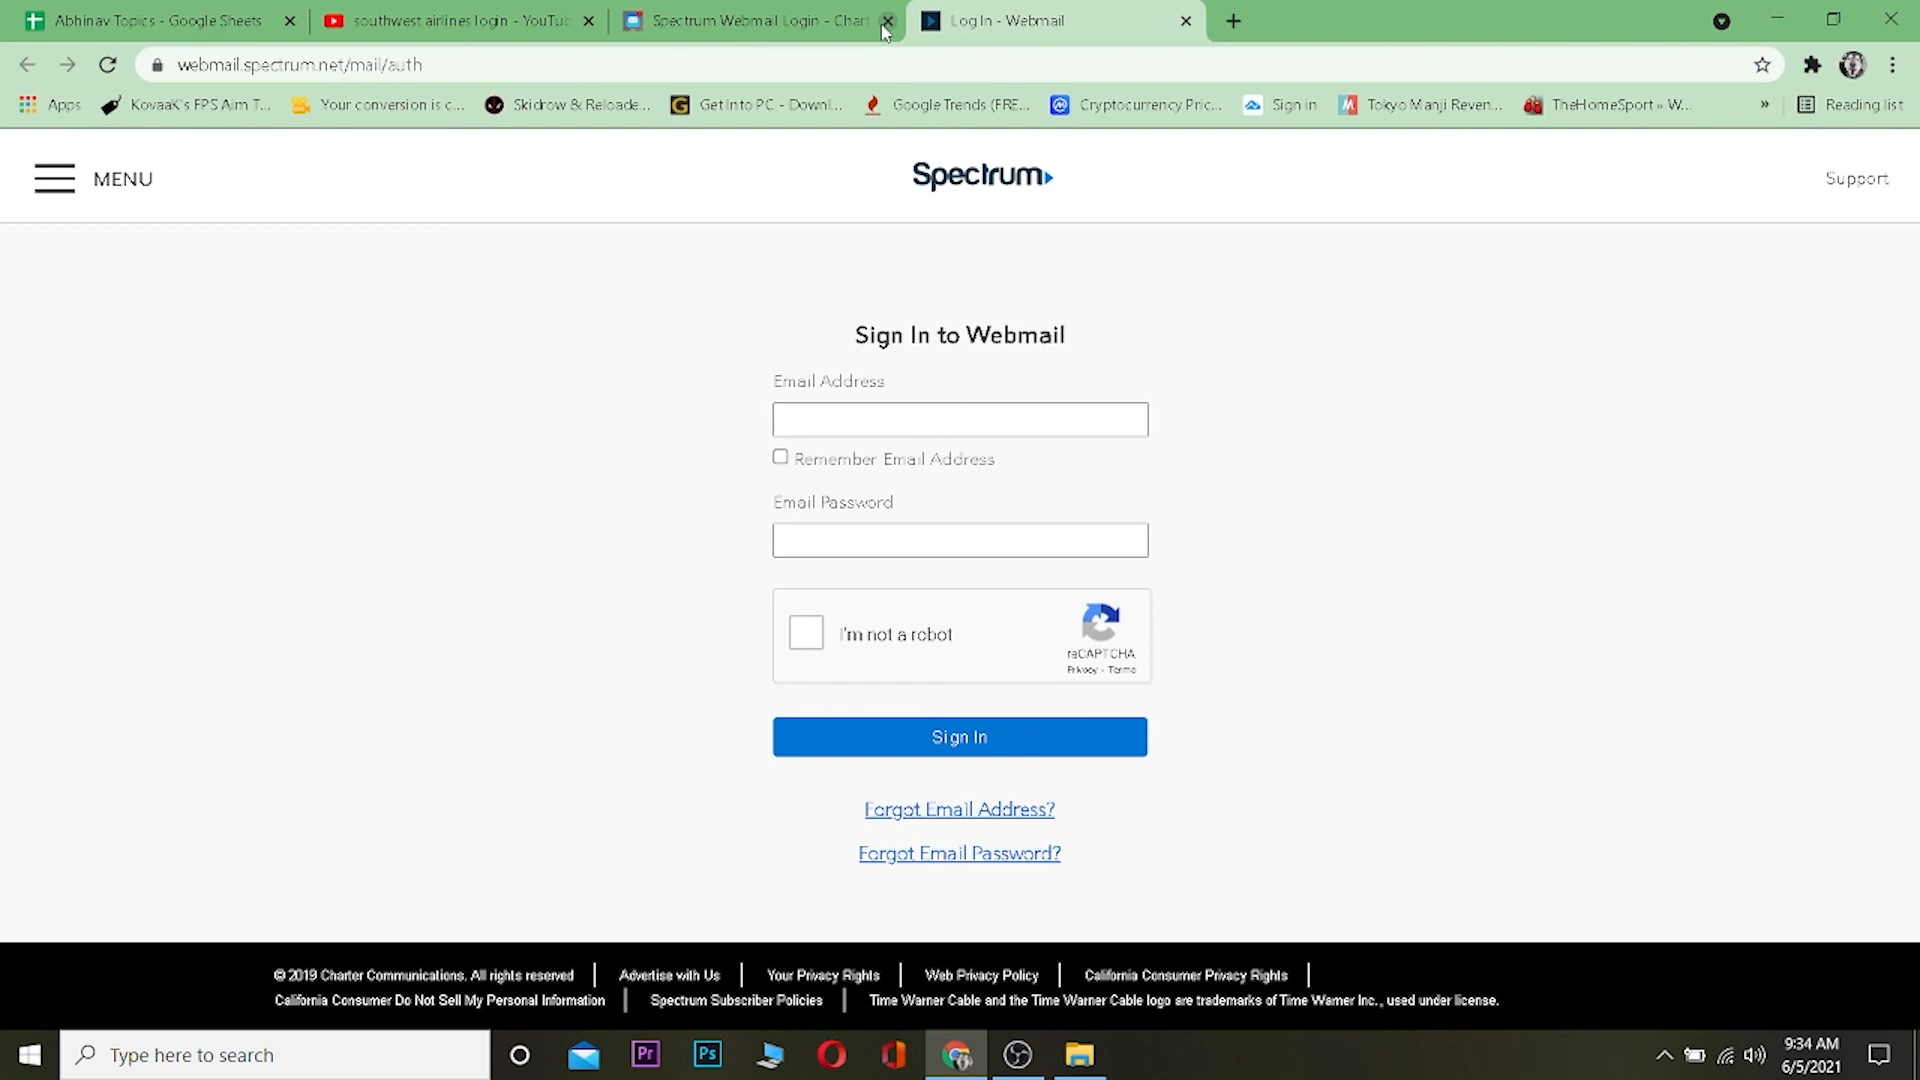 Abhinav Topics - Google Sheets
southwest airlines login - YouTub
Spectrum Webmail Login - Chart
Log In - Webmail
webmail.spectrum.net/mail/auth
Apps
KovaaK's FPS Aim T...
Your conversion is c...
Skidrow & Reloade...
Get Into PC - Downl...
Google Trends (FRE...
Cryptocurrency Pric...
Sign in
Tokyo Manji Reven...
TheHomeSport » W...
»
Reading list
MENU
Spectrum
Support
Sign In to Webmail
Email Address
Remember Email Address
Email Password
I'm not a robot
reCAPTCHA
Privacy - Terms
Sign In
Forgot Email Address?
Forgot Email Password?
© 2019 Charter Communications. All rights reserved | Advertise with Us | Your Privacy Rights | Web Privacy Policy | California Consumer Privacy Rights |
California Consumer Do Not Sell My Personal Information | Spectrum Subscriber Policies | Time Warner Cable and the Time Warner Cable logo are trademarks of Time Warner Inc., used under license.
Type here to search
Pr
Ps
9:34 AM
6/5/2021